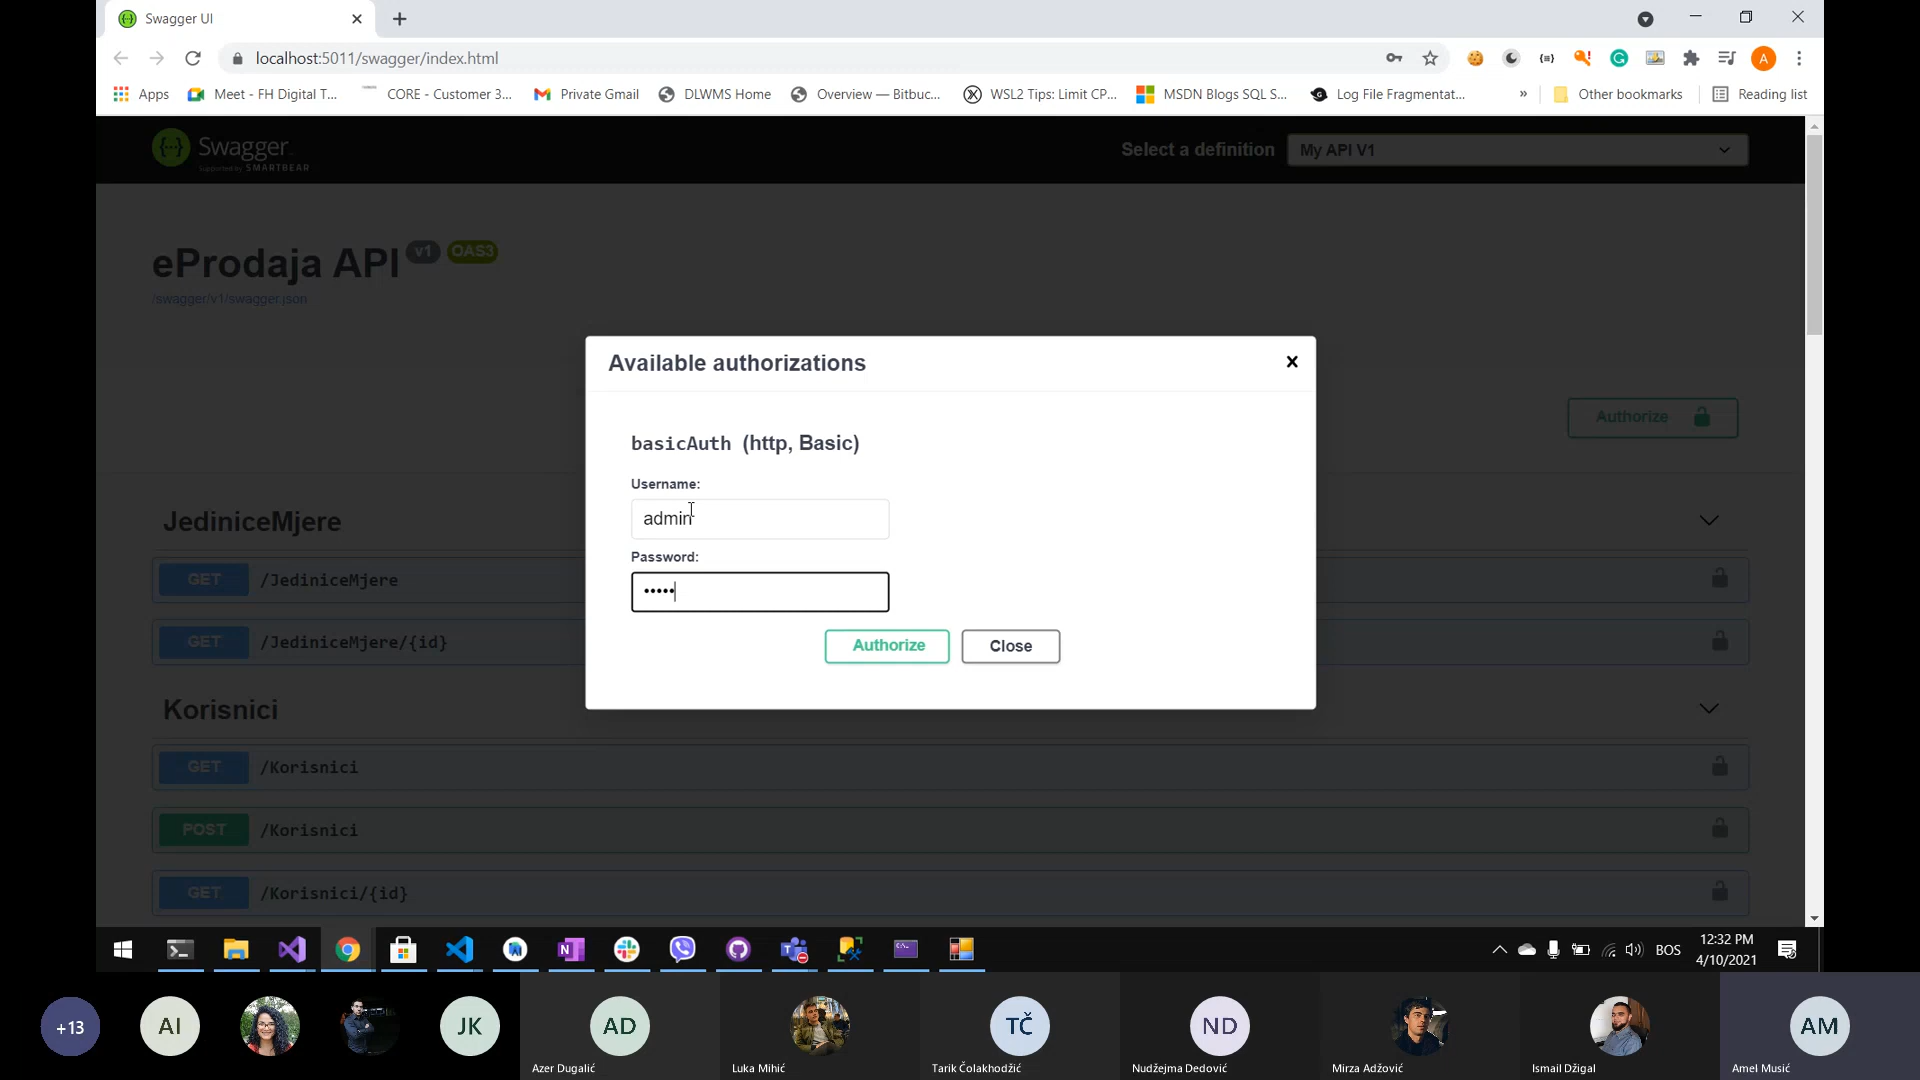 Swagger UI
localhost:5011/swagger/index.html
A
Apps
Meet - FH Digital T...
CORE - Customer 3...
Private Gmail
DLWMS Home
Overview — Bitbuc...
WSL2 Tips: Limit CP...
MSDN Blogs SQL S...
Log File Fragmentat...
»
Other bookmarks
Reading list
Swagger
Supported by SMARTBEAR
Select a definition
My API V1
eProdaja API v1 OAS3
/swagger/v1/swagger.json
Available authorizations
Authorize
basicAuth (http, Basic)
Username:
admin
Password:
•••••
Authorize
Close
JediniceMjere
GET /JediniceMjere
GET /JediniceMjere/{id}
Korisnici
GET /Korisnici
POST /Korisnici
GET /Korisnici/{id}
BOS
12:32 PM
4/10/2021
+13
AI
JK
AD
TČ
ND
AM
Azer Dugalić
Luka Mihić
Tarik Čolakhodžić
Nudžejma Dedović
Mirza Adžović
Ismail Džigal
Amel Musić